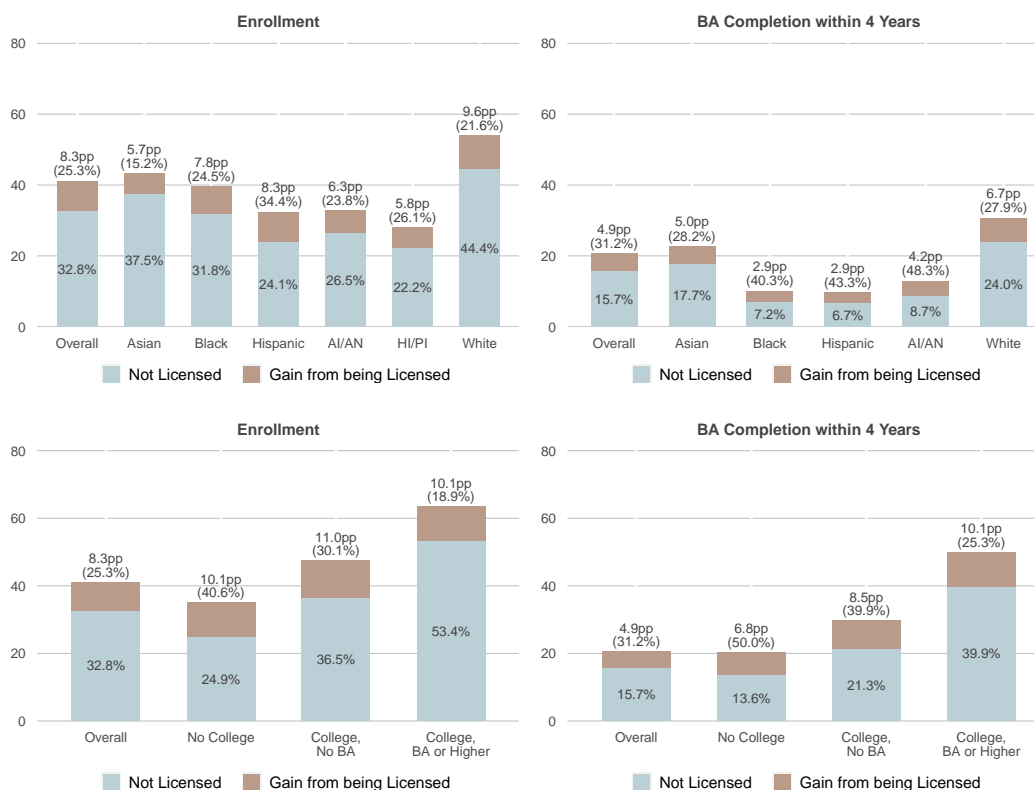 Enrollment
80
60
40
20
0
8.3pp
(25.3%)
5.7pp
(15.2%)
7.8pp
(24.5%)
8.3pp
(34.4%)
6.3pp
(23.8%)
5.8pp
(26.1%)
9.6pp
(21.6%)
32.8%
37.5%
31.8%
24.1%
26.5%
22.2%
44.4%
Overall
Asian
Black
Hispanic
AI/AN
HI/PI
White
Not Licensed
Gain from being Licensed
BA Completion within 4 Years
80
60
40
20
0
4.9pp
(31.2%)
5.0pp
(28.2%)
2.9pp
(40.3%)
2.9pp
(43.3%)
4.2pp
(48.3%)
6.7pp
(27.9%)
15.7%
17.7%
7.2%
6.7%
8.7%
24.0%
Overall
Asian
Black
Hispanic
AI/AN
White
Not Licensed
Gain from being Licensed
Enrollment
80
60
40
20
0
8.3pp
(25.3%)
10.1pp
(40.6%)
11.0pp
(30.1%)
10.1pp
(18.9%)
32.8%
24.9%
36.5%
53.4%
Overall
No College
College,
No BA
College,
BA or Higher
Not Licensed
Gain from being Licensed
BA Completion within 4 Years
80
60
40
20
0
4.9pp
(31.2%)
6.8pp
(50.0%)
8.5pp
(39.9%)
10.1pp
(25.3%)
15.7%
13.6%
21.3%
39.9%
Overall
No College
College,
No BA
College,
BA or Higher
Not Licensed
Gain from being Licensed